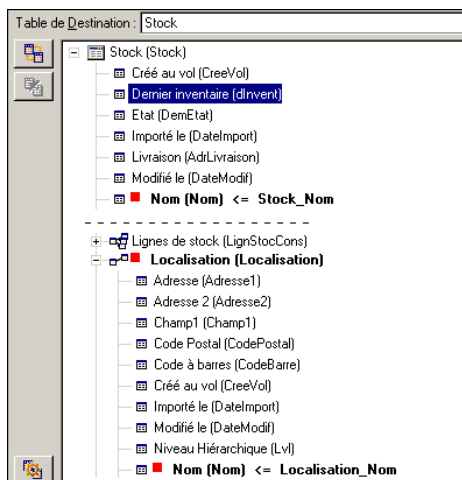 Table de Destination : Stock
Stock (Stock)
Créé au vol (CreeVol)
Dernier inventaire (dInvent)
Etat (DemEtat)
Importé le (DateImport)
Livraison (AdrLivraison)
Modifié le (DateModif)
Nom (Nom) <= Stock_Nom
Lignes de stock (LignStocCons)
Localisation (Localisation)
Adresse (Adresse1)
Adresse 2 (Adresse2)
Champ1 (Champ1)
Code Postal (CodePostal)
Code à barres (CodeBarre)
Créé au vol (CreeVol)
Importé le (DateImport)
Modifié le (DateModif)
Niveau Hiérarchique (Lvl)
Nom (Nom) <= Localisation_Nom